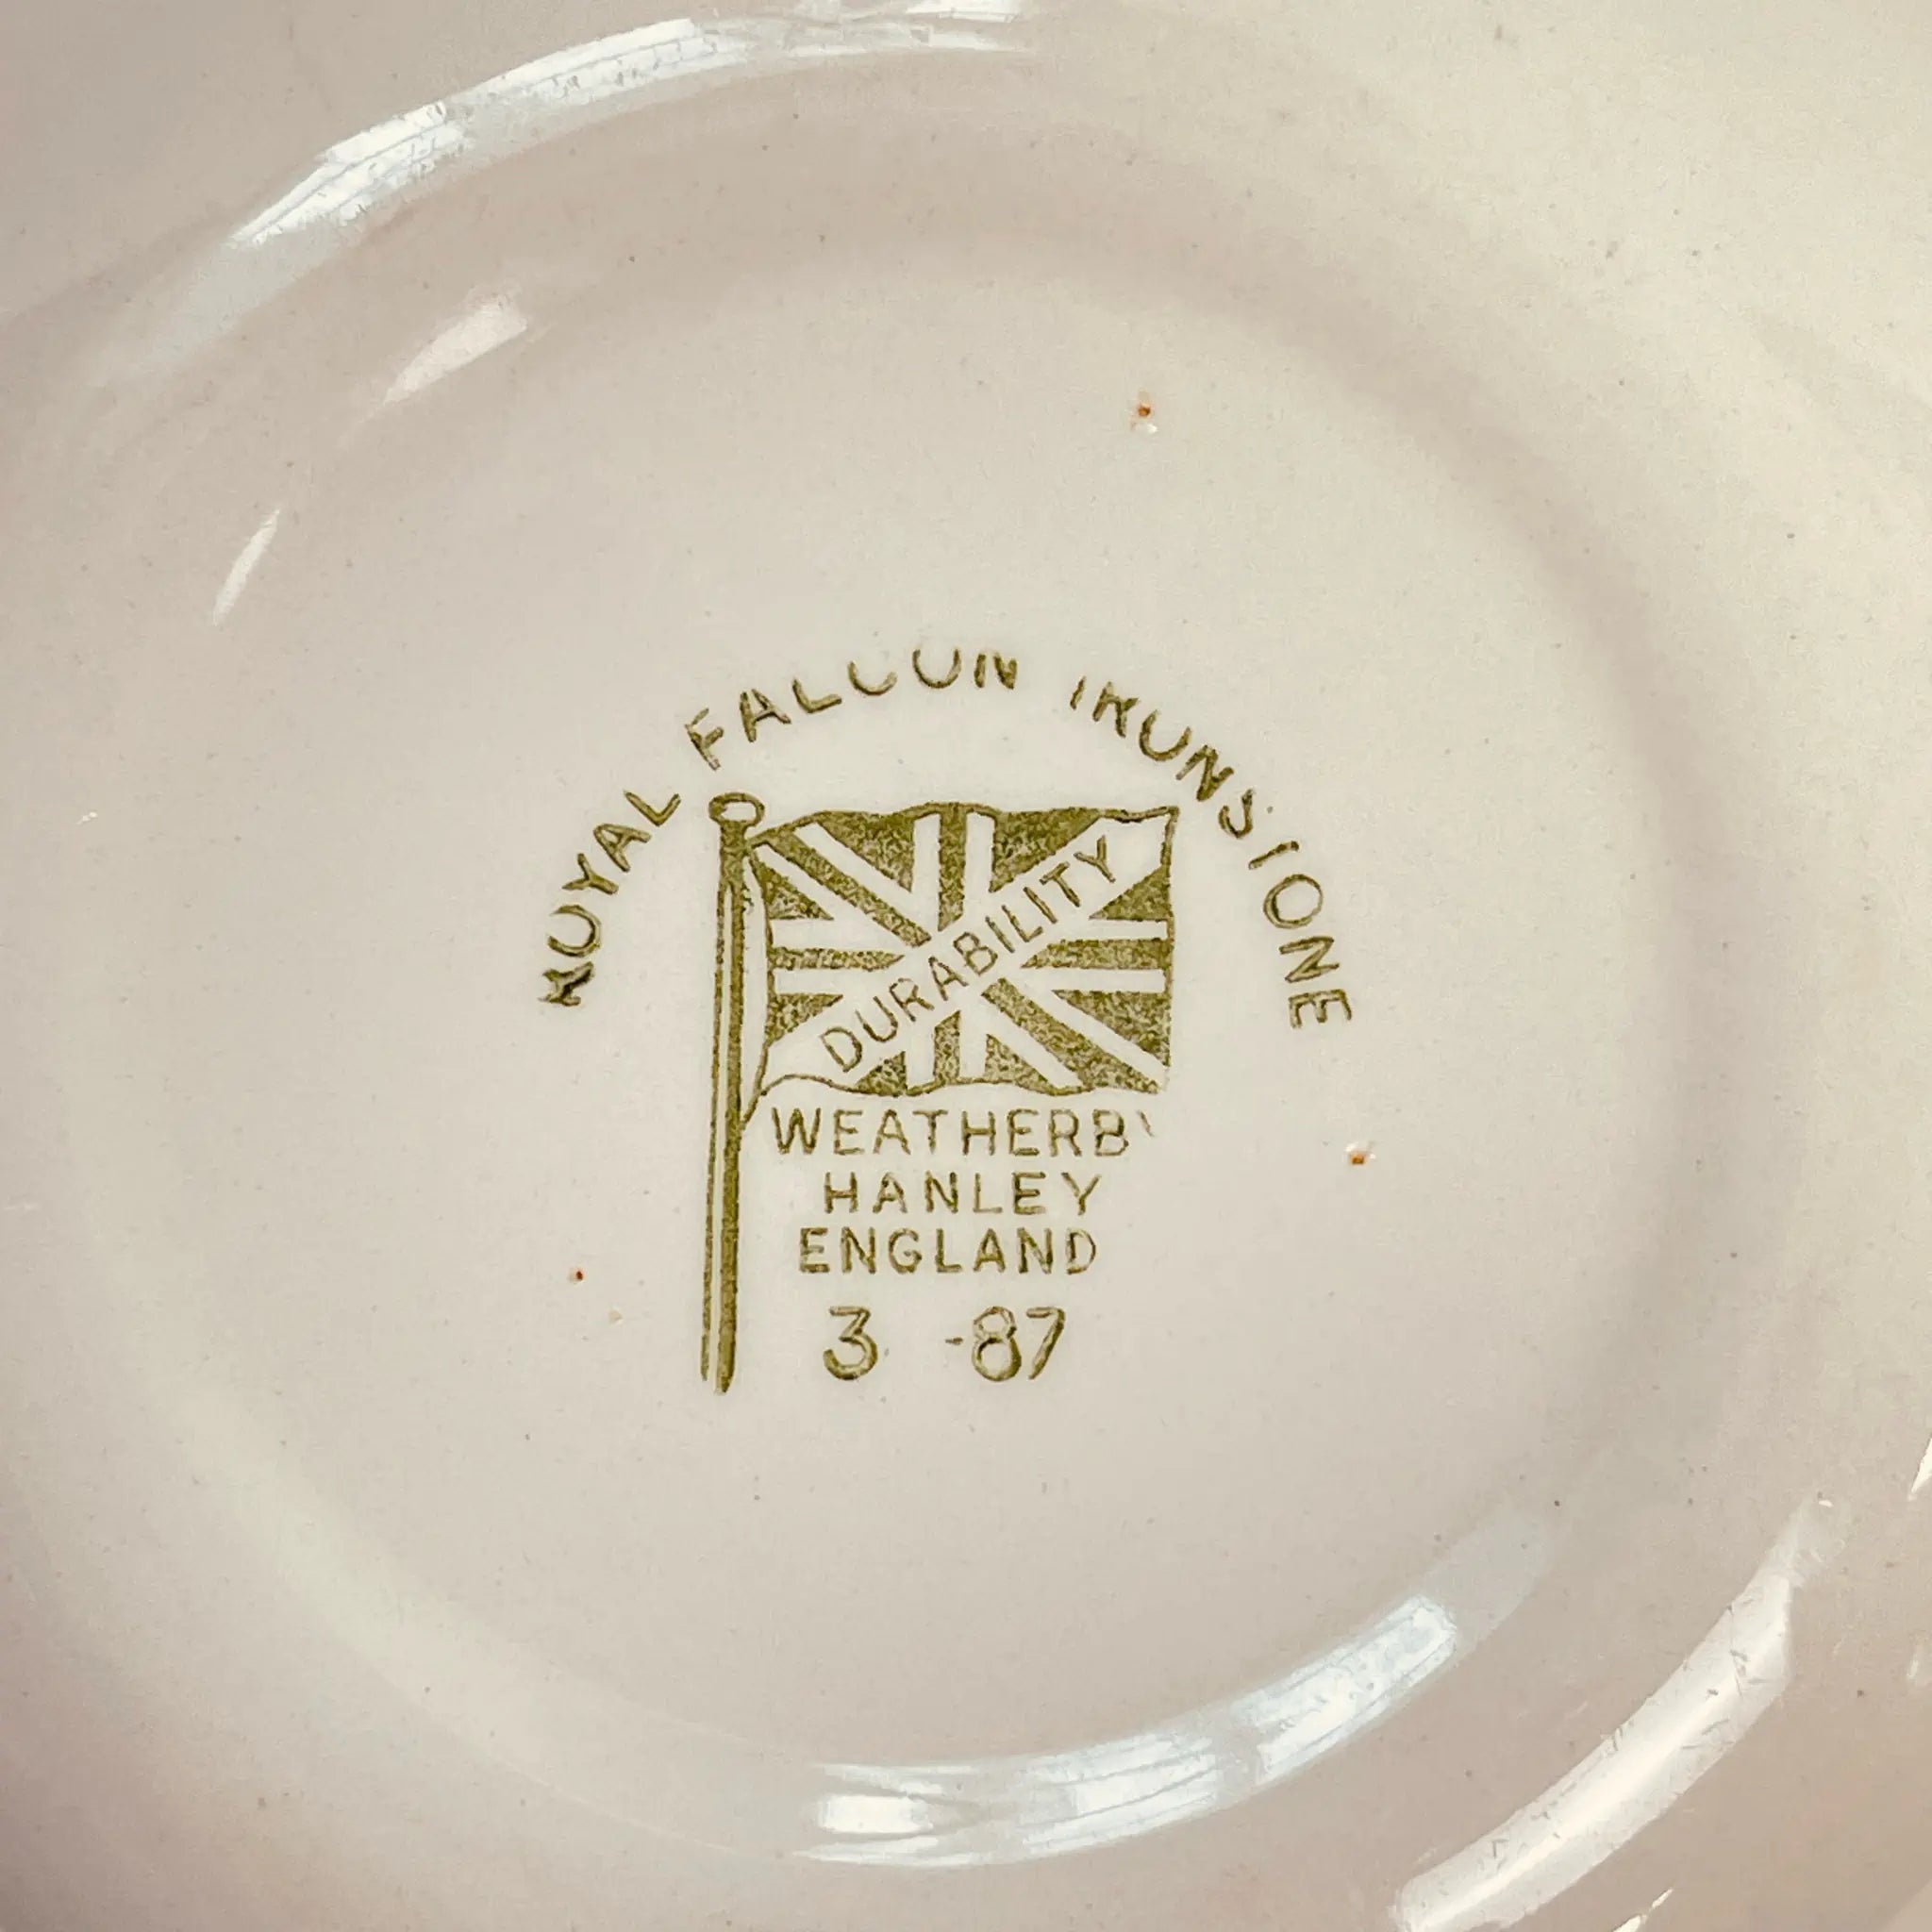 ROYAL FALCON IRONSTONE
DURABILITY
WEATHERBY
HANLEY
ENGLAND
3 -87